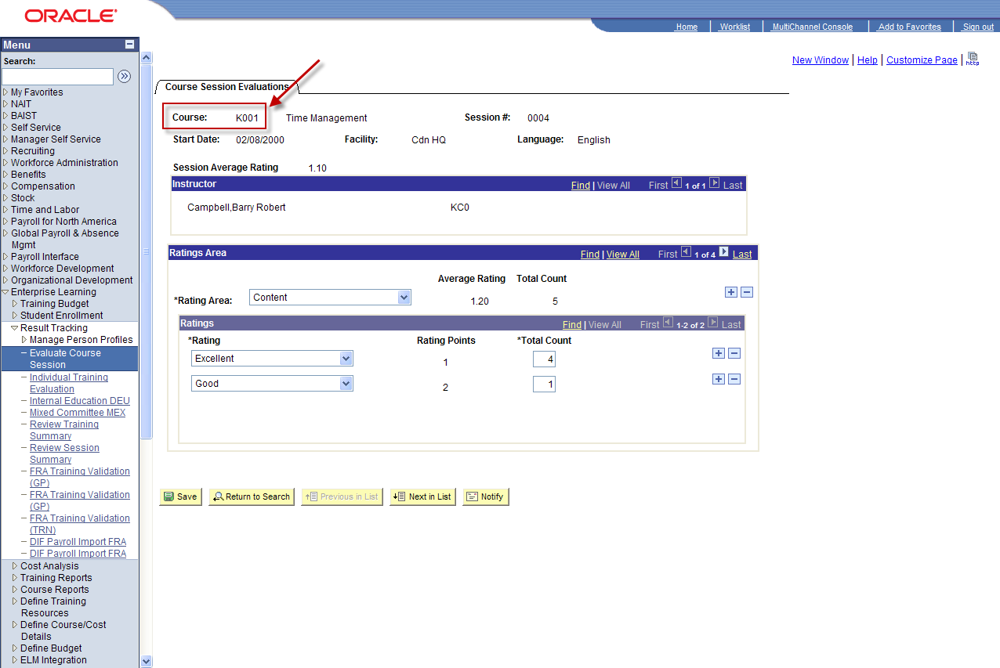 ORACLE
Home Worklist MultiChannel Console Add to Favorites Sign out
New Window | Help | Customize Page | http
Menu
Search:
My Favorites
NAIT
BAIST
Self Service
Manager Self Service
Recruiting
Workforce Administration
Benefits
Compensation
Stock
Time and Labor
Payroll for North America
Global Payroll & Absence
Mgmt
Payroll Interface
Workforce Development
Organizational Development
Enterprise Learning
Training Budget
Student Enrollment
Result Tracking
Manage Person Profiles
Evaluate Course
Session
Individual Training
Evaluation
Internal Education DEU
Mixed Committee MEX
Review Training
Summary
Review Session
Summary
FRA Training Validation
(GP)
FRA Training Validation
(GP)
FRA Training Validation
(TRN)
DIF Payroll Import FRA
DIF Payroll Import FRA
Cost Analysis
Training Reports
Course Reports
Define Training
Resources
Define Course/Cost
Details
Define Budget
ELM Integration
Course Session Evaluations
Course: K001 Time Management Session #: 0004
Start Date: 02/08/2000 Facility: Cdn HQ Language: English
Session Average Rating 1.10
Instructor Find | View All First 1 of 1 Last
Campbell,Barry Robert KC0
Ratings Area Find | View All First 1 of 4 Last
Average Rating Total Count
*Rating Area: Content 1.20 5
Ratings Find | View All First 1-2 of 2 Last
*Rating Rating Points *Total Count
Excellent 1 4
Good 2 1
Save Return to Search Previous in List Next in List Notify